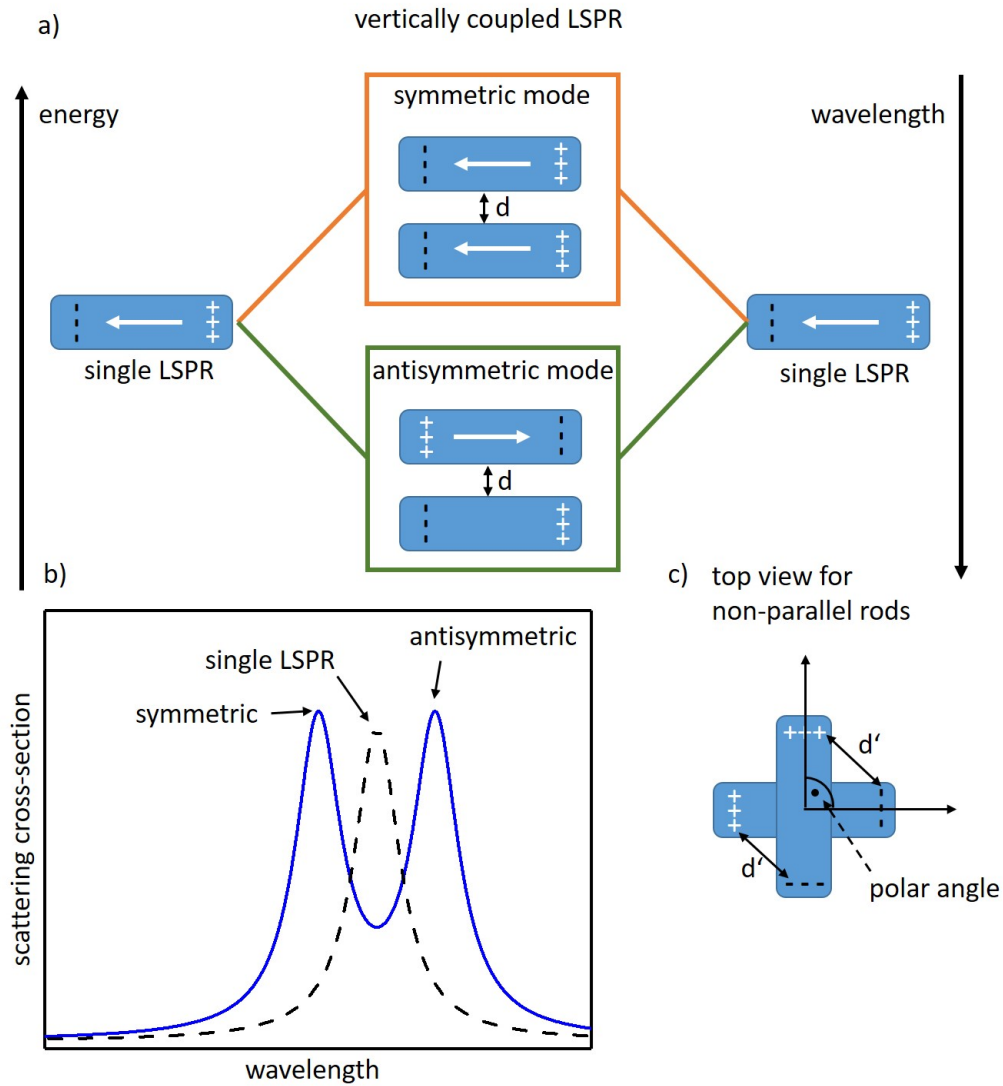 a)
vertically coupled LSPR
energy
wavelength
symmetric mode
- - - + + +
d
- - - + + +
- - - + + +
single LSPR
- - - + + +
single LSPR
antisymmetric mode
+ + + - - -
d
- - - + + +
b)
scattering cross-section
symmetric
single LSPR
antisymmetric
wavelength
c)
top view for
non-parallel rods
+--+
d‘
+ + +
- - -
d‘
- - - -
polar angle